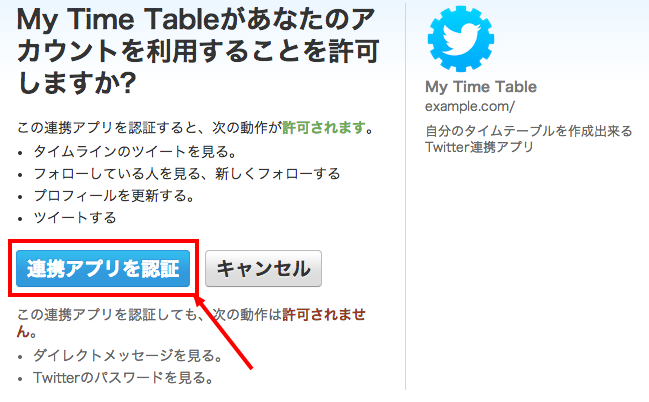 My Time Tableがあなたのア
カウントを利用することを許可
しますか?
この連携アプリを認証すると、次の動作が許可されます。
• タイムラインのツイートを見る。
• フォローしている人を見る、新しくフォローする
• プロフィールを更新する。
• ツイートする
連携アプリを認証
キャンセル
この連携アプリを認証しても、次の動作は許可されませ
ん。
• ダイレクトメッセージを見る。
• Twitterのパスワードを見る。
My Time Table
example.com/
自分のタイムテーブルを作成出来る
Twitter連携アプリ